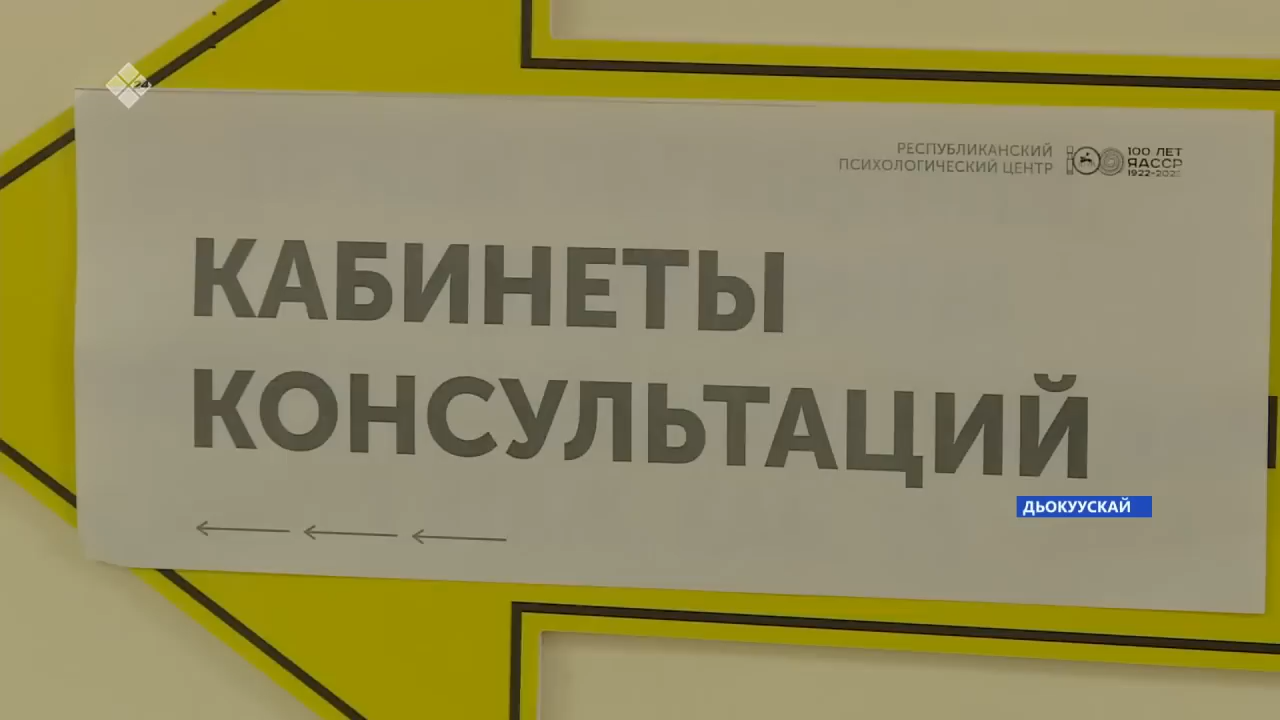 РЕСПУБЛИКАНСКИЙ
ПСИХОЛОГИЧЕСКИЙ ЦЕНТР
100 ЛЕТ
ЯАССР
КАБИНЕТЫ
КОНСУЛЬТАЦИЙ
ДЬОКУУСКАЙ